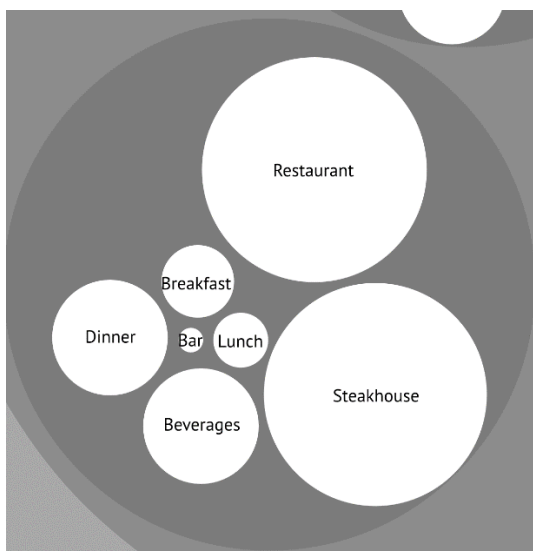 Restaurant
Breakfast
Dinner
Bar
Lunch
Steakhouse
Beverages